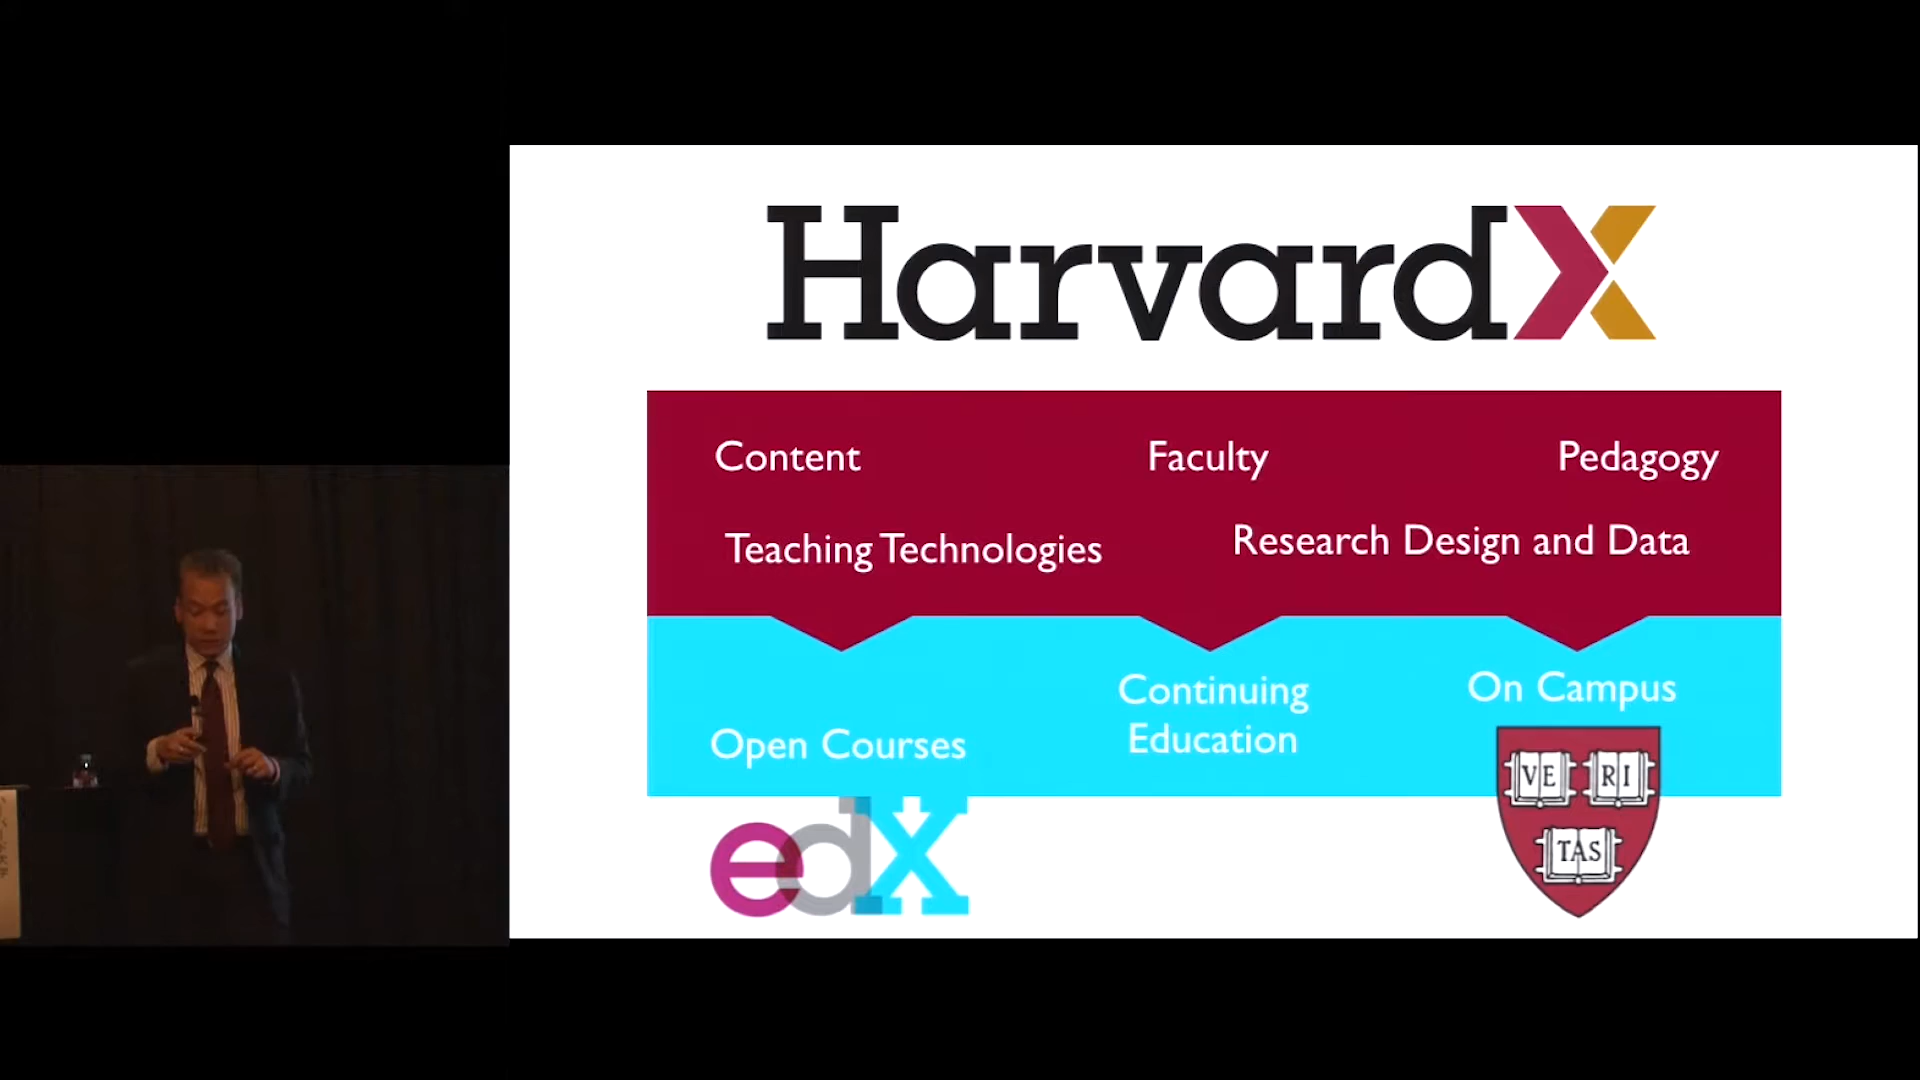 HarvardX
Content Faculty Pedagogy
Teaching Technologies Research Design and Data
Open Courses
Continuing
Education
On Campus
edX
VE RI
TAS